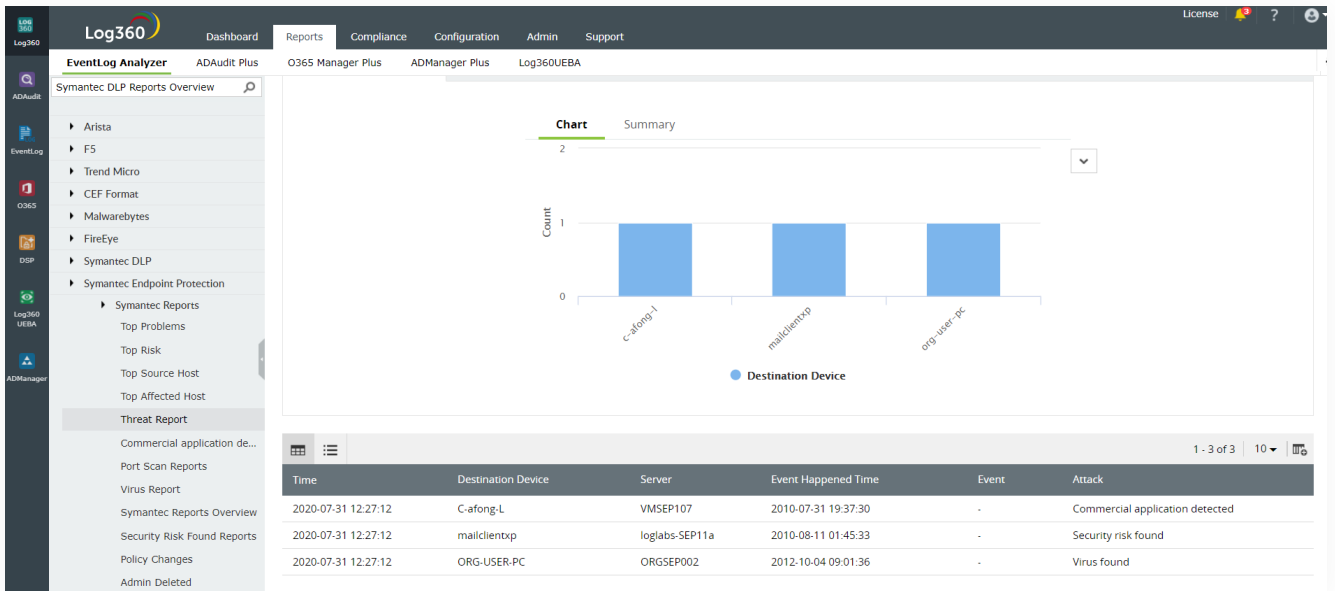 License 3 ?
LOG 360
Log360
Log360
Dashboard Reports Compliance Configuration Admin Support
EventLog Analyzer ADAudit Plus O365 Manager Plus ADManager Plus Log360UEBA
ADAudit
EventLog
O365
DSP
Log360
UEBA
ADManager
Symantec DLP Reports Overview
Arista
F5
Trend Micro
CEF Format
Malwarebytes
FireEye
Symantec DLP
Symantec Endpoint Protection
Symantec Reports
Top Problems
Top Risk
Top Source Host
Top Affected Host
Threat Report
Commercial application de...
Port Scan Reports
Virus Report
Symantec Reports Overview
Security Risk Found Reports
Policy Changes
Admin Deleted
Chart Summary
2
1
0
Count
c-afong-l
mailclientxp
org-user-pc
Destination Device
1 - 3 of 3 10
Time Destination Device Server Event Happened Time Event Attack
2020-07-31 12:27:12 C-afong-L VMSEP107 2010-07-31 19:37:30 - Commercial application detected
2020-07-31 12:27:12 mailclientxp loglabs-SEP11a 2010-08-11 01:45:33 - Security risk found
2020-07-31 12:27:12 ORG-USER-PC ORGSEP002 2012-10-04 09:01:36 - Virus found